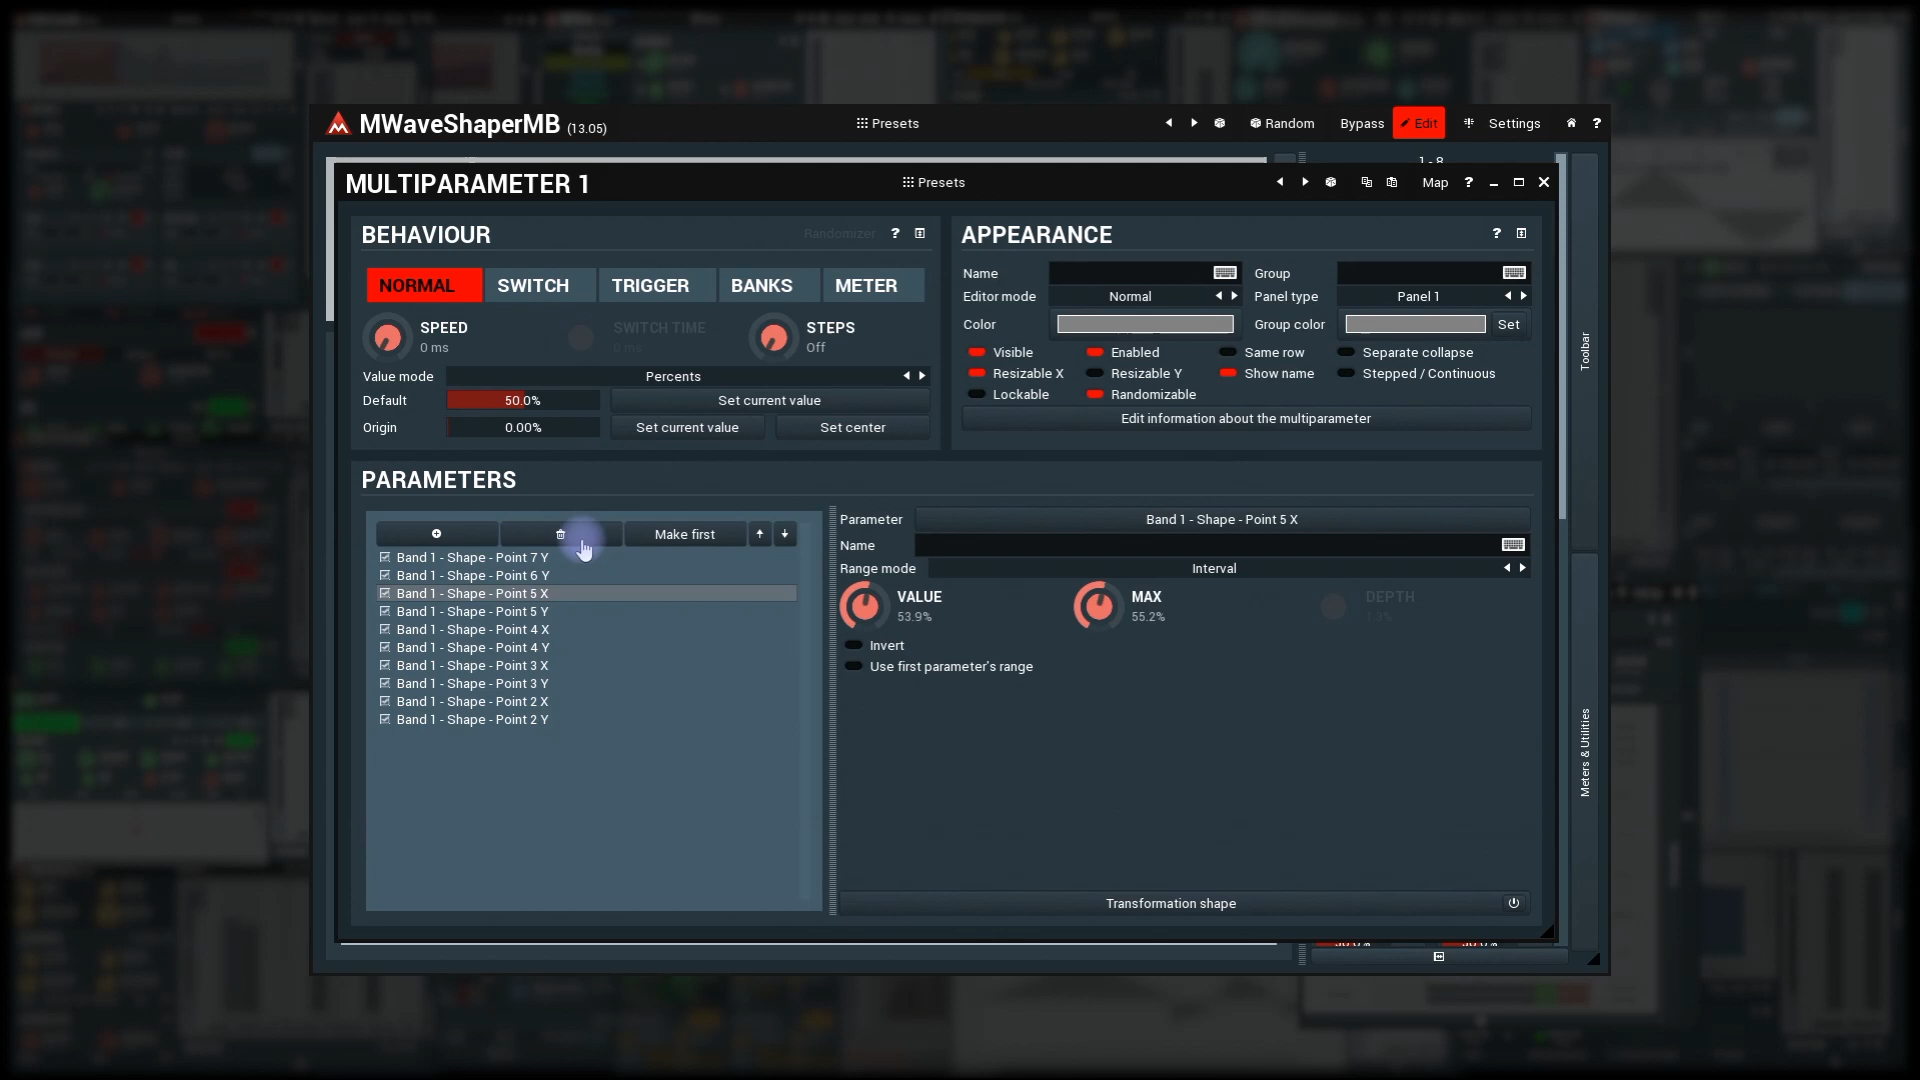 MWaveShaperMB (13.05)
Presets
Random
Bypass
Edit
Settings
?
MULTIPARAMETER 1
Presets
Map
?
BEHAVIOUR
Randomizer
?
NORMAL
SWITCH
TRIGGER
BANKS
METER
SPEED
0 ms
SWITCH TIME
0 ms
STEPS
Off
Value mode
Percents
Default
50.0%
Set current value
Origin
0.00%
Set current value
Set center
APPEARANCE
?
Name
Group
Editor mode
Normal
Panel type
Panel 1
Color
Group color
Set
Visible
Enabled
Same row
Separate collapse
Resizable X
Resizable Y
Show name
Stepped / Continuous
Lockable
Randomizable
Edit information about the multiparameter
PARAMETERS
Make first
Band 1 - Shape - Point 7 Y
Band 1 - Shape - Point 6 Y
Band 1 - Shape - Point 5 X
Band 1 - Shape - Point 5 Y
Band 1 - Shape - Point 4 X
Band 1 - Shape - Point 4 Y
Band 1 - Shape - Point 3 X
Band 1 - Shape - Point 3 Y
Band 1 - Shape - Point 2 X
Band 1 - Shape - Point 2 Y
Parameter
Band 1 - Shape - Point 5 X
Name
Range mode
Interval
VALUE
53.9%
MAX
55.2%
DEPTH
1.3%
Invert
Use first parameter's range
Transformation shape
Toolbar
Meters & Utilities